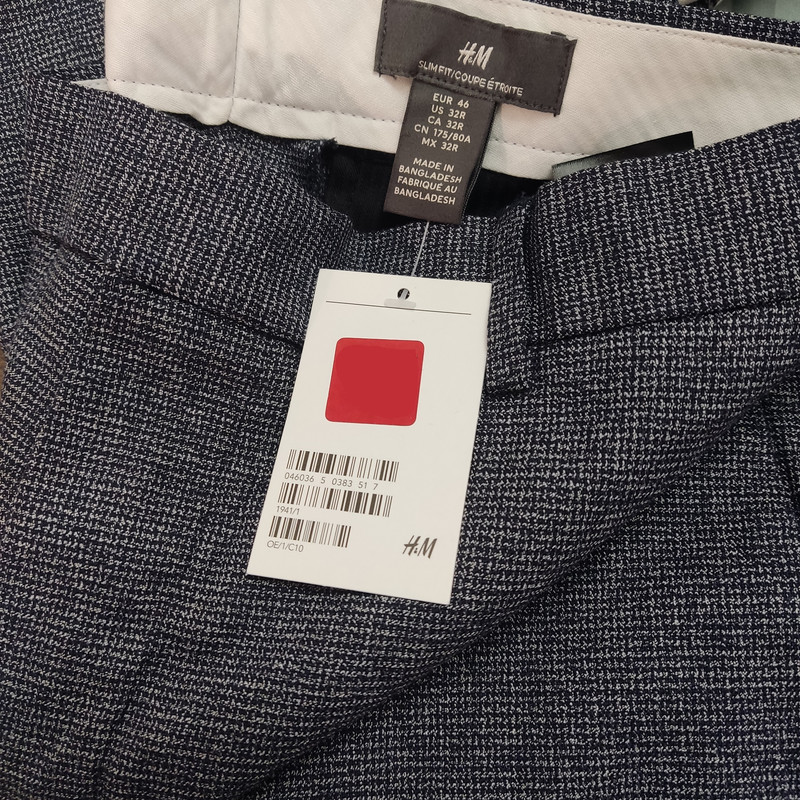 H&M
SLIM FIT/COUPE ÉTROITE
EUR 46
US 32R
CA 32R
CN 175/80A
MX 32R
MADE IN
BANGLADESH
FABRIQUÉ AU
BANGLADESH
046036 5 0383 51 7
1941/1
OE/1/C10
H&M